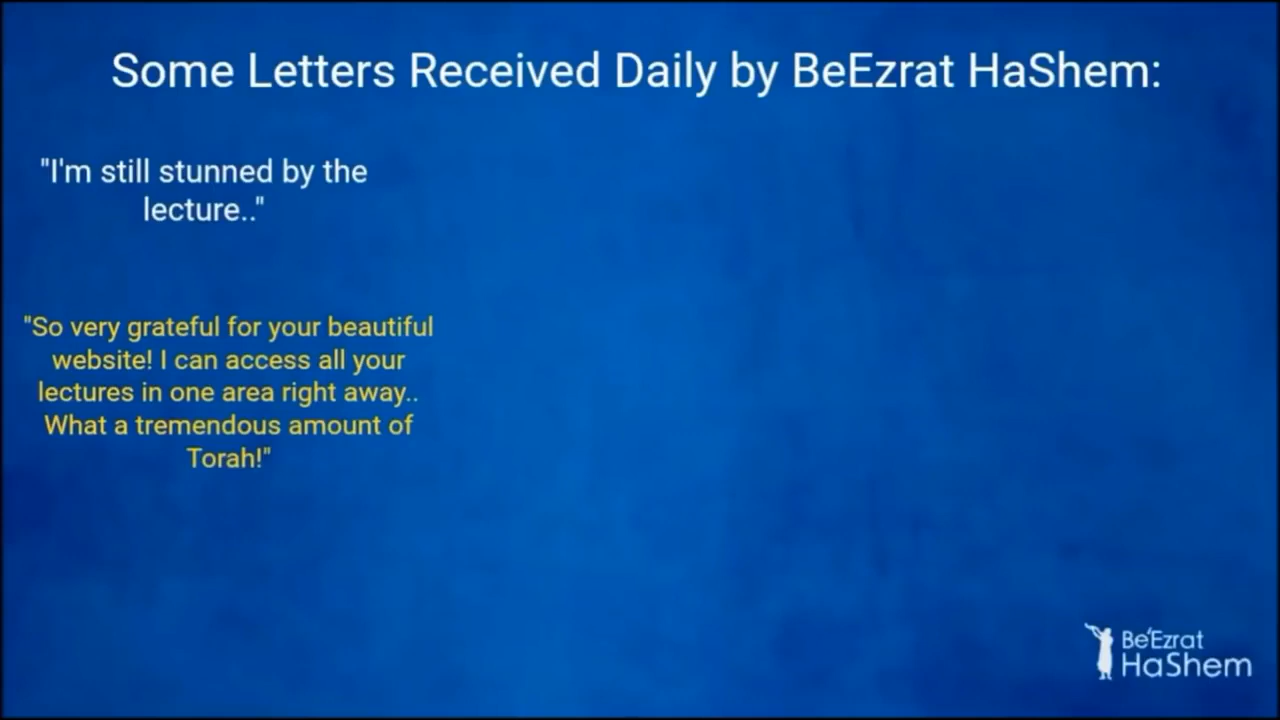 Some Letters Received Daily by BeEzrat HaShem:
"I'm still stunned by the
lecture.."
"So very grateful for your beautiful
website! I can access all your
lectures in one area right away..
What a tremendous amount of
Torah!"
Be'Ezrat
HaShem